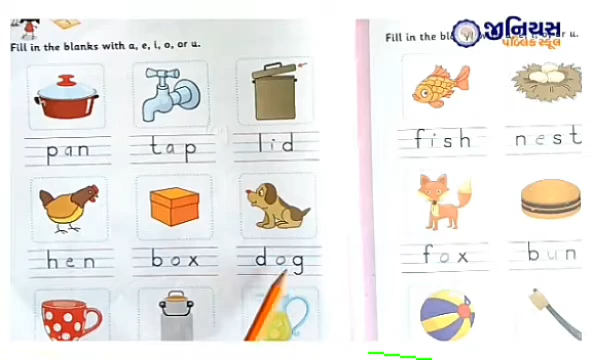 Fill in the blanks with a, e, i, o, or u.
pan tap lid
hen box dog
જીનિયસ
પબ્લિક સ્કૂલ
Fill in the or u.
fish nest
fox bun